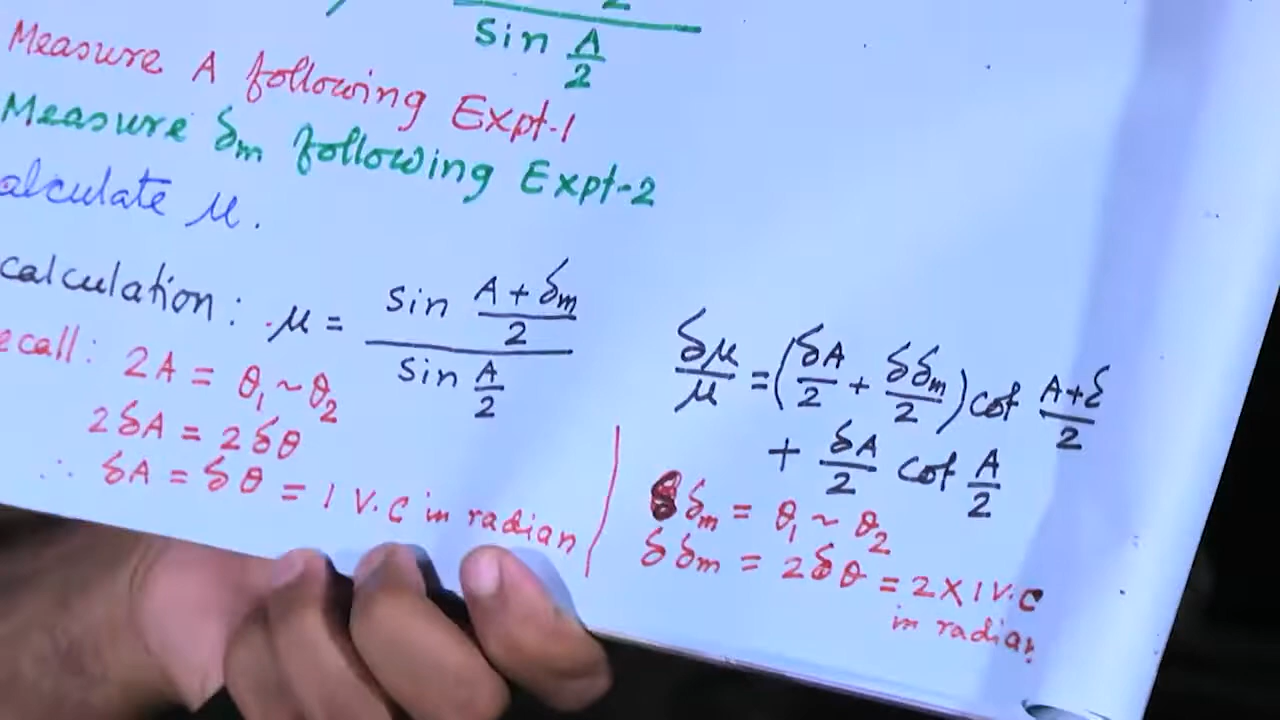 2
Sin A/2
Measure A following Expt-1
Measure δm following Expt-2
alculate μ.
calculation: μ = sin (A + δm)/2 / sin A/2
ecall: 2A = θ1 ~ θ2
2δA = 2δθ
∴ δA = δθ = 1 V.C in radian
δμ/μ = (δA/2 + δδm/2) cot (A+δ)/2
+ δA/2 cot A/2
δm = θ1 ~ θ2
δδm = 2δθ = 2 × 1 V.C
in radian